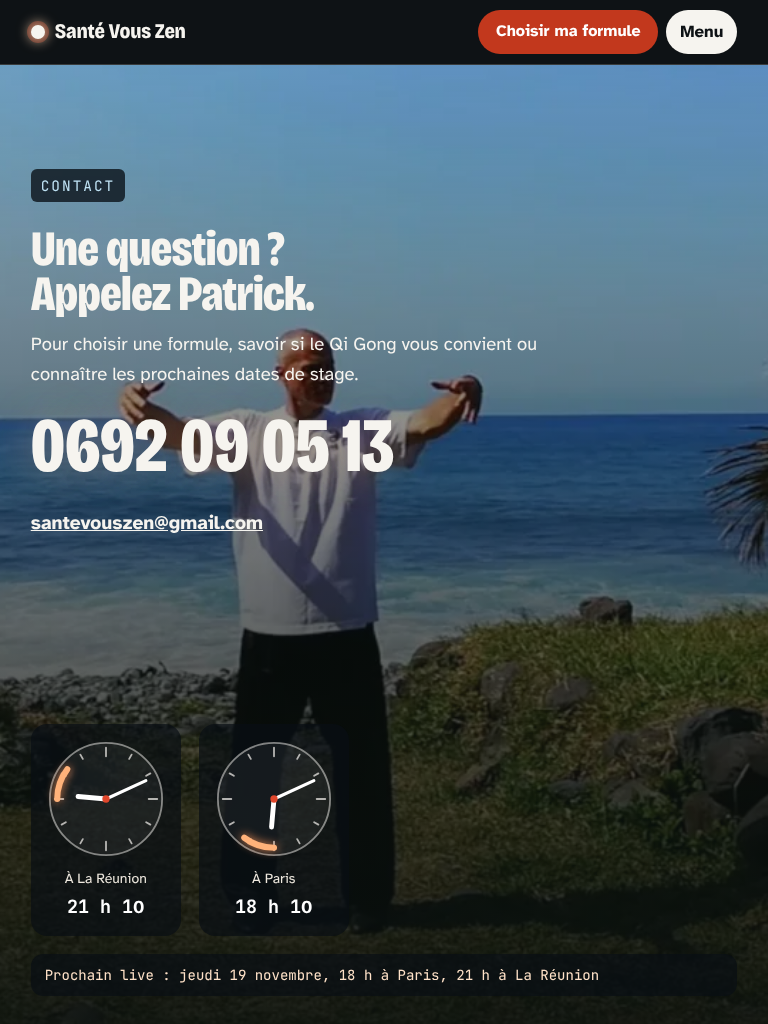 Santé Vous Zen
Choisir ma formule
Menu
CONTACT
Une question ?
Appelez Patrick.
Pour choisir une formule, savoir si le Qi Gong vous convient ou
connaître les prochaines dates de stage.
0692 09 05 13
santevouszen@gmail.com
À La Réunion
21 h 10
À Paris
18 h 10
Prochain live : jeudi 19 novembre, 18 h à Paris, 21 h à La Réunion